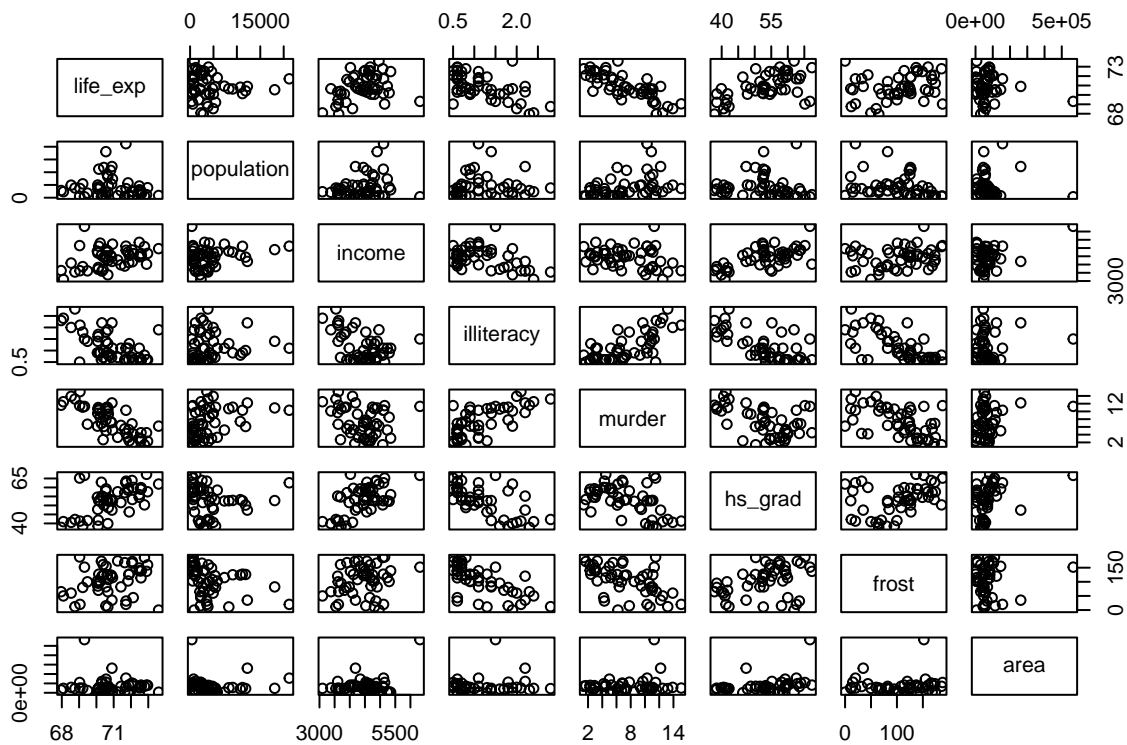 0 15000 0.5 2.0 40 55 0e+00 5e+05
life_exp 68 73
0 population
income 3000
0.5 illiteracy
murder 2 12
40 65 hs_grad
frost 0 150
0e+00 area
68 71 3000 5500 2 8 14 0 100